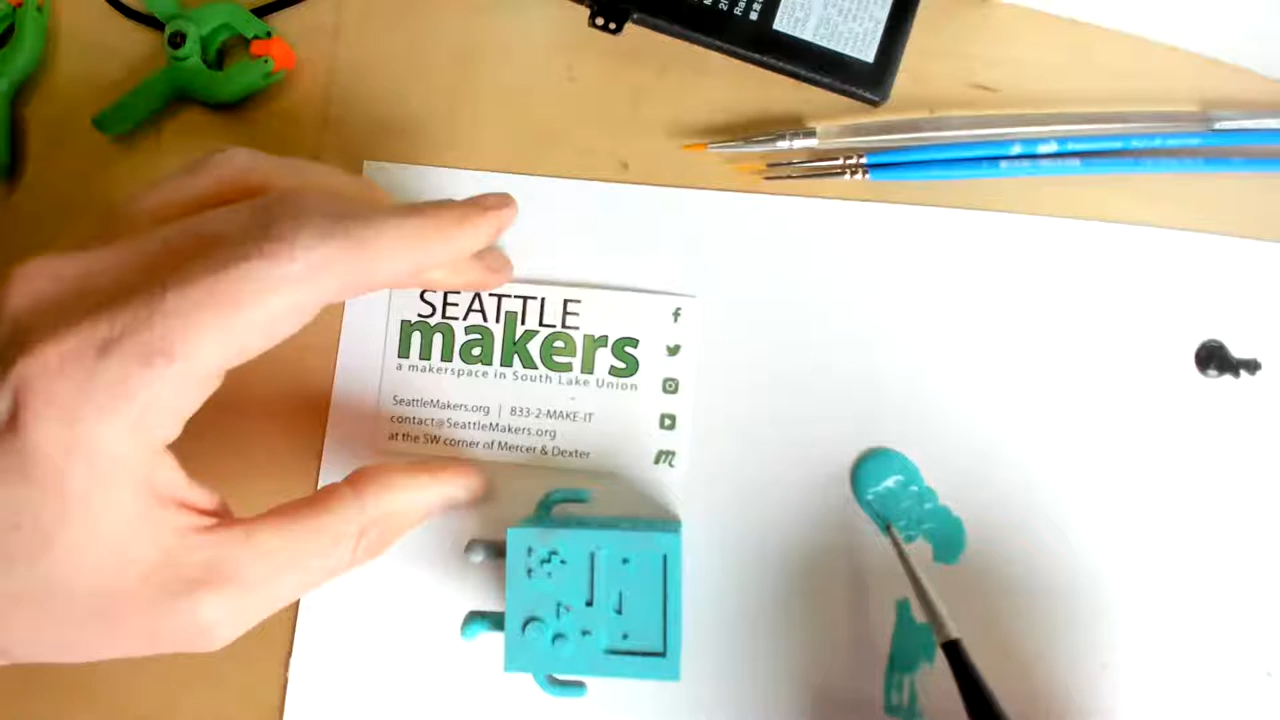 SEATTLE
makers
a makerspace in South Lake Union
SeattleMakers.org | 833-2-MAKE-IT
contact@SeattleMakers.org
at the SW corner of Mercer & Dexter